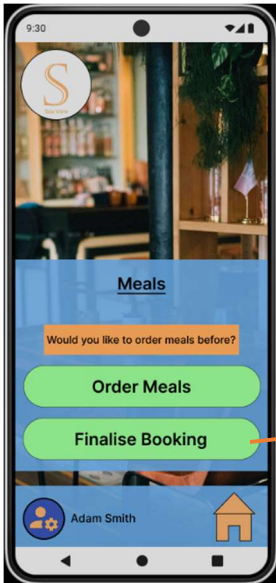 9:30
S
Meals
Would you like to order meals before?
Order Meals
Finalise Booking
Adam Smith